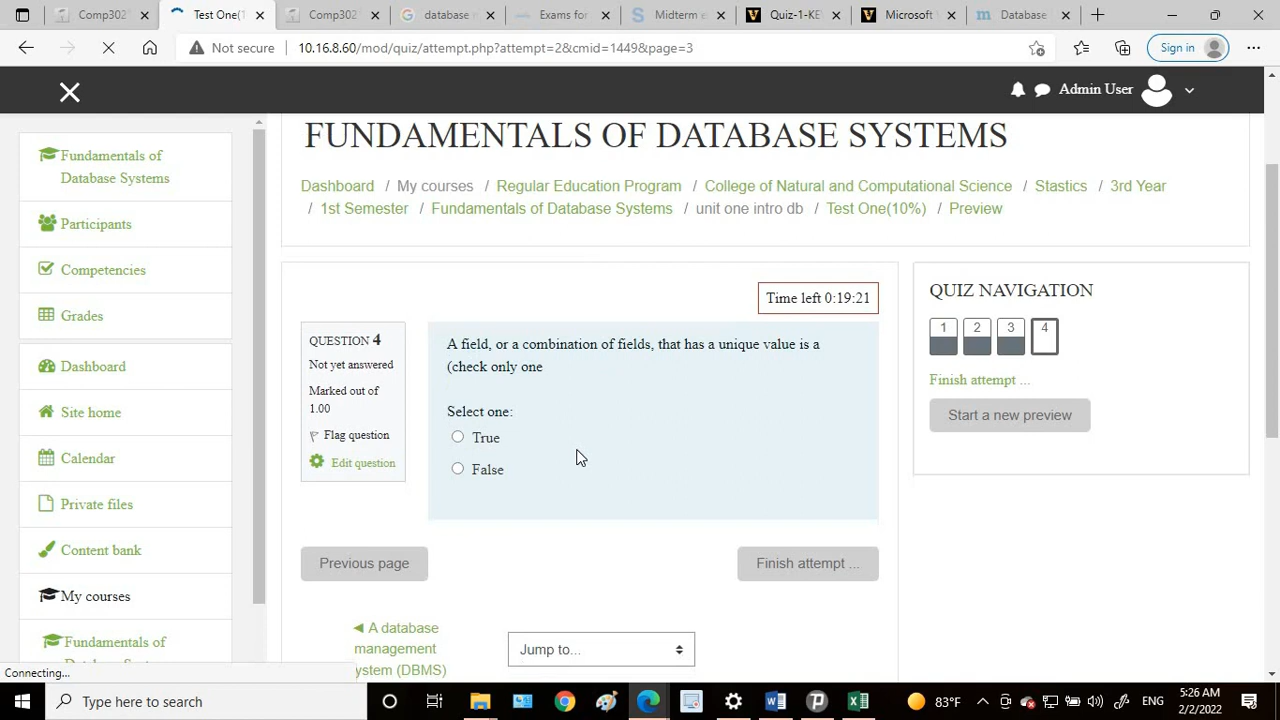 Comp302
Test One(1
Comp302
database n
Exams for
Midterm e
Quiz-1-KE
Microsoft
Database
Not secure
10.16.8.60/mod/quiz/attempt.php?attempt=2&cmid=1449&page=3
Sign in
Admin User
Fundamentals of
Database Systems
Participants
Competencies
Grades
Dashboard
Site home
Calendar
Private files
Content bank
My courses
Fundamentals of
Connecting...
FUNDAMENTALS OF DATABASE SYSTEMS
Dashboard / My courses / Regular Education Program / College of Natural and Computational Science / Stastics / 3rd Year
/ 1st Semester / Fundamentals of Database Systems / unit one intro db / Test One(10%) / Preview
Time left 0:19:21
QUESTION 4
Not yet answered
Marked out of
1.00
Flag question
Edit question
A field, or a combination of fields, that has a unique value is a
(check only one
Select one:
True
False
Previous page
Finish attempt ...
◄ A database
management
system (DBMS)
Jump to...
QUIZ NAVIGATION
1 2 3 4
Finish attempt ...
Start a new preview
Type here to search
83°F
ENG
5:26 AM
2/2/2022